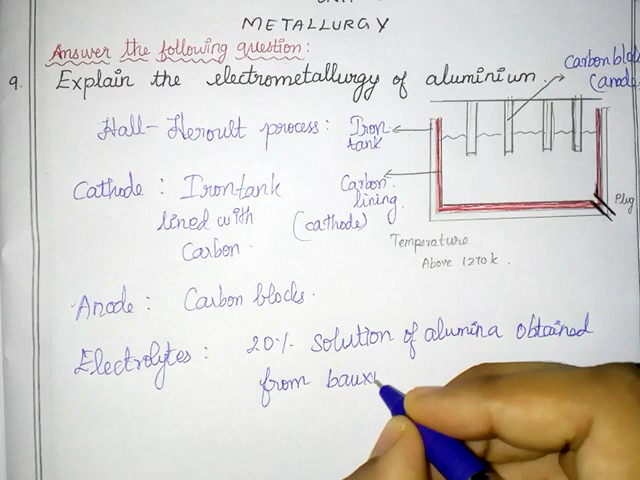 METALLURGY
Answer the following question:
9. Explain the electrometallurgy of aluminium.
Carbon bloc
(anode
Hall-Heroult process:
Iron
tank
Cathode: Iron tank
lined with
Carbon.
Carbon
lining
(cathode)
Plug
Temperature
Above 1270k.
Anode: Carbon blocks.
Electrolytes: 20% solution of alumina obtained
from baux